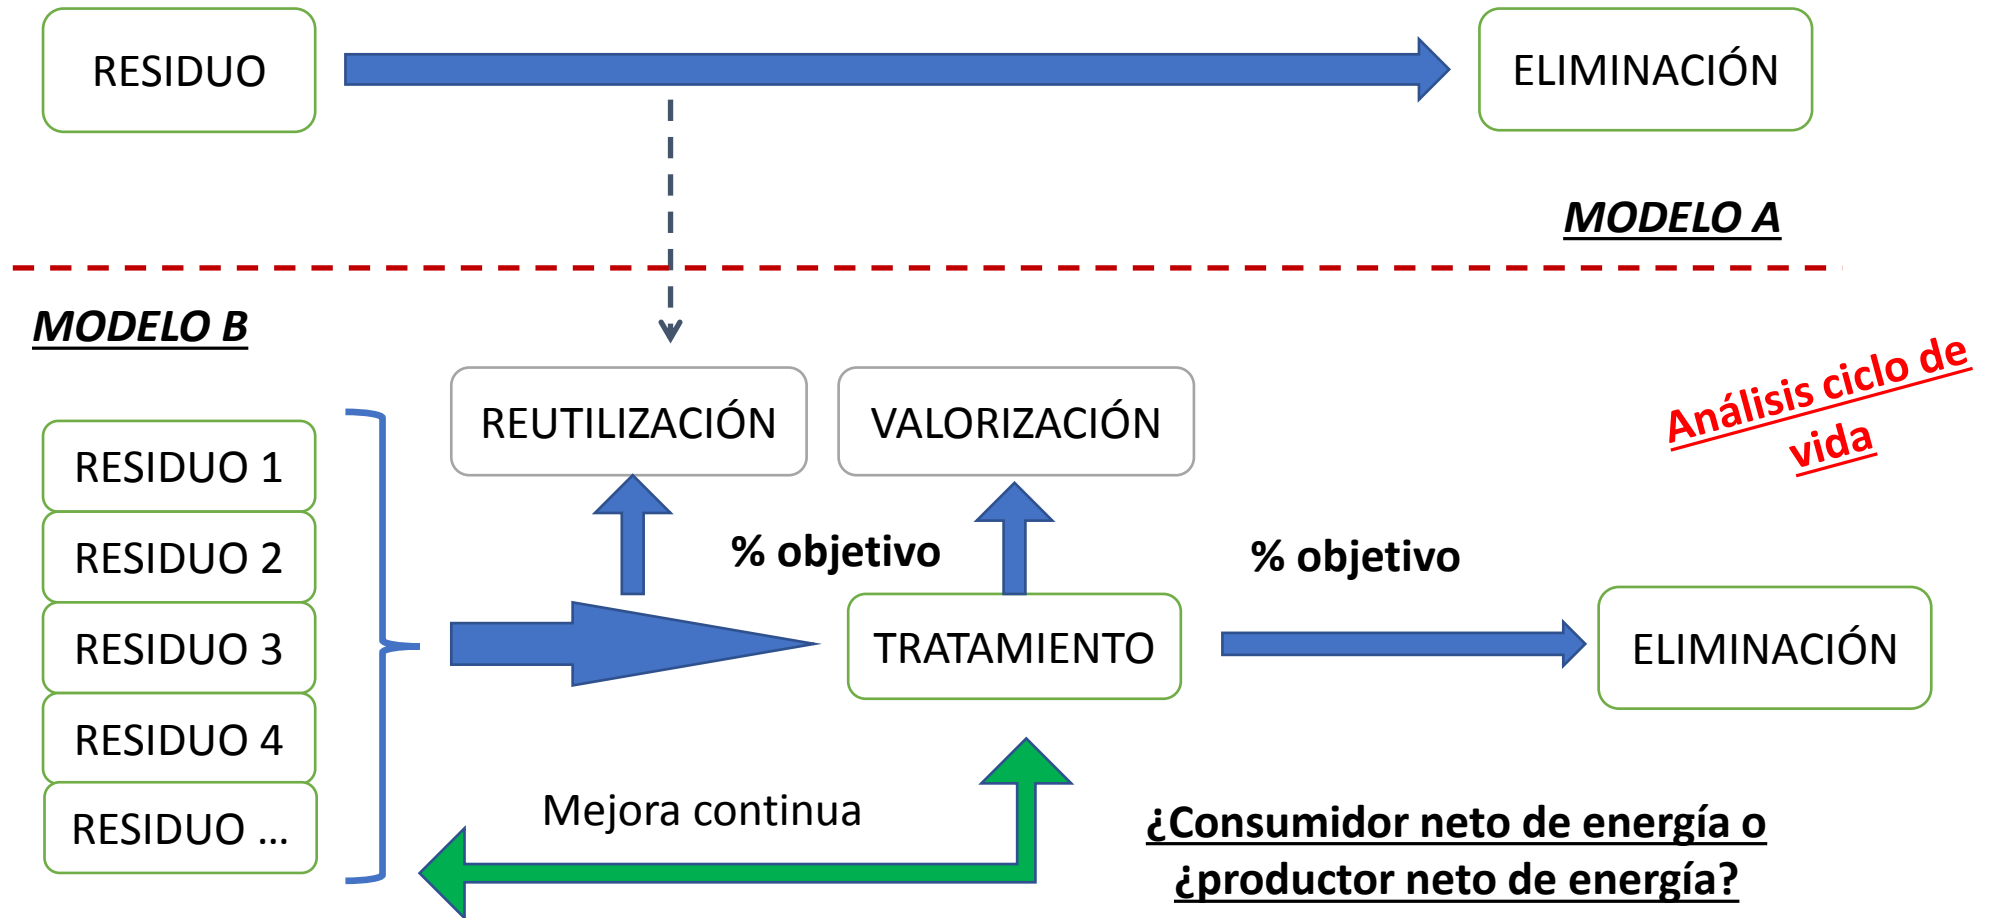 RESIDUO
ELIMINACIÓN
MODELO A
MODELO B
Análisis ciclo de
vida
REUTILIZACIÓN
VALORIZACIÓN
RESIDUO 1
RESIDUO 2
RESIDUO 3
RESIDUO 4
RESIDUO ...
% objetivo
% objetivo
TRATAMIENTO
ELIMINACIÓN
Mejora continua
¿Consumidor neto de energía o
¿productor neto de energía?